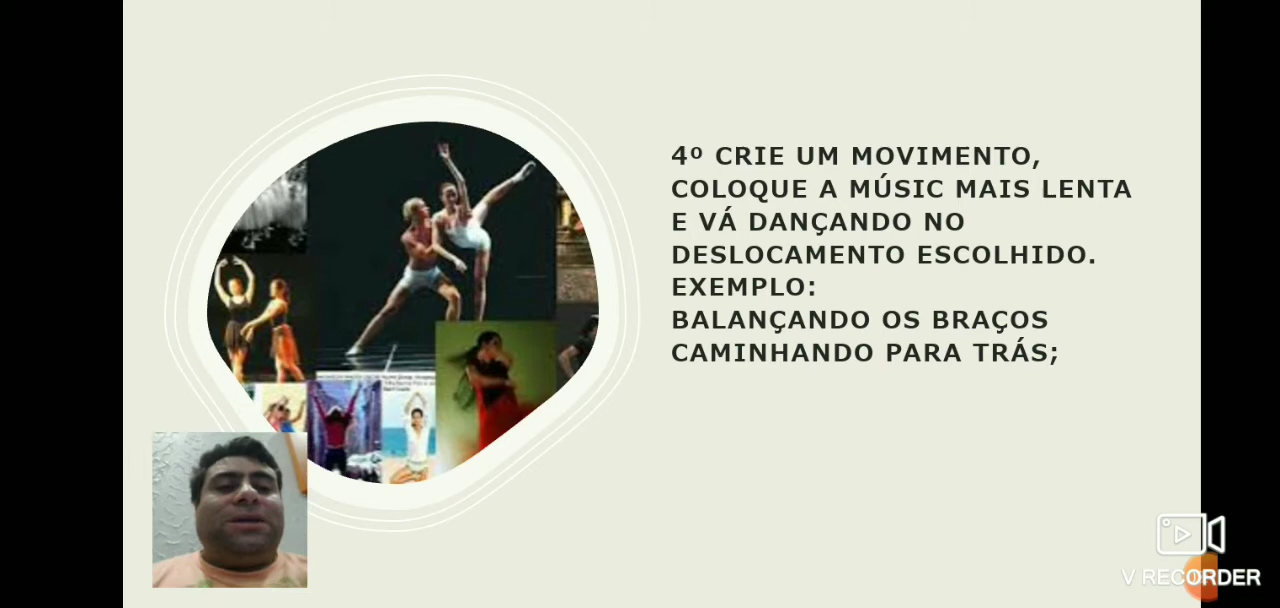 4º CRIE UM MOVIMENTO,
COLOQUE A MÚSIC MAIS LENTA
E VÁ DANÇANDO NO
DESLOCAMENTO ESCOLHIDO.
EXEMPLO:
BALANÇANDO OS BRAÇOS
CAMINHANDO PARA TRÁS;
V RECORDER